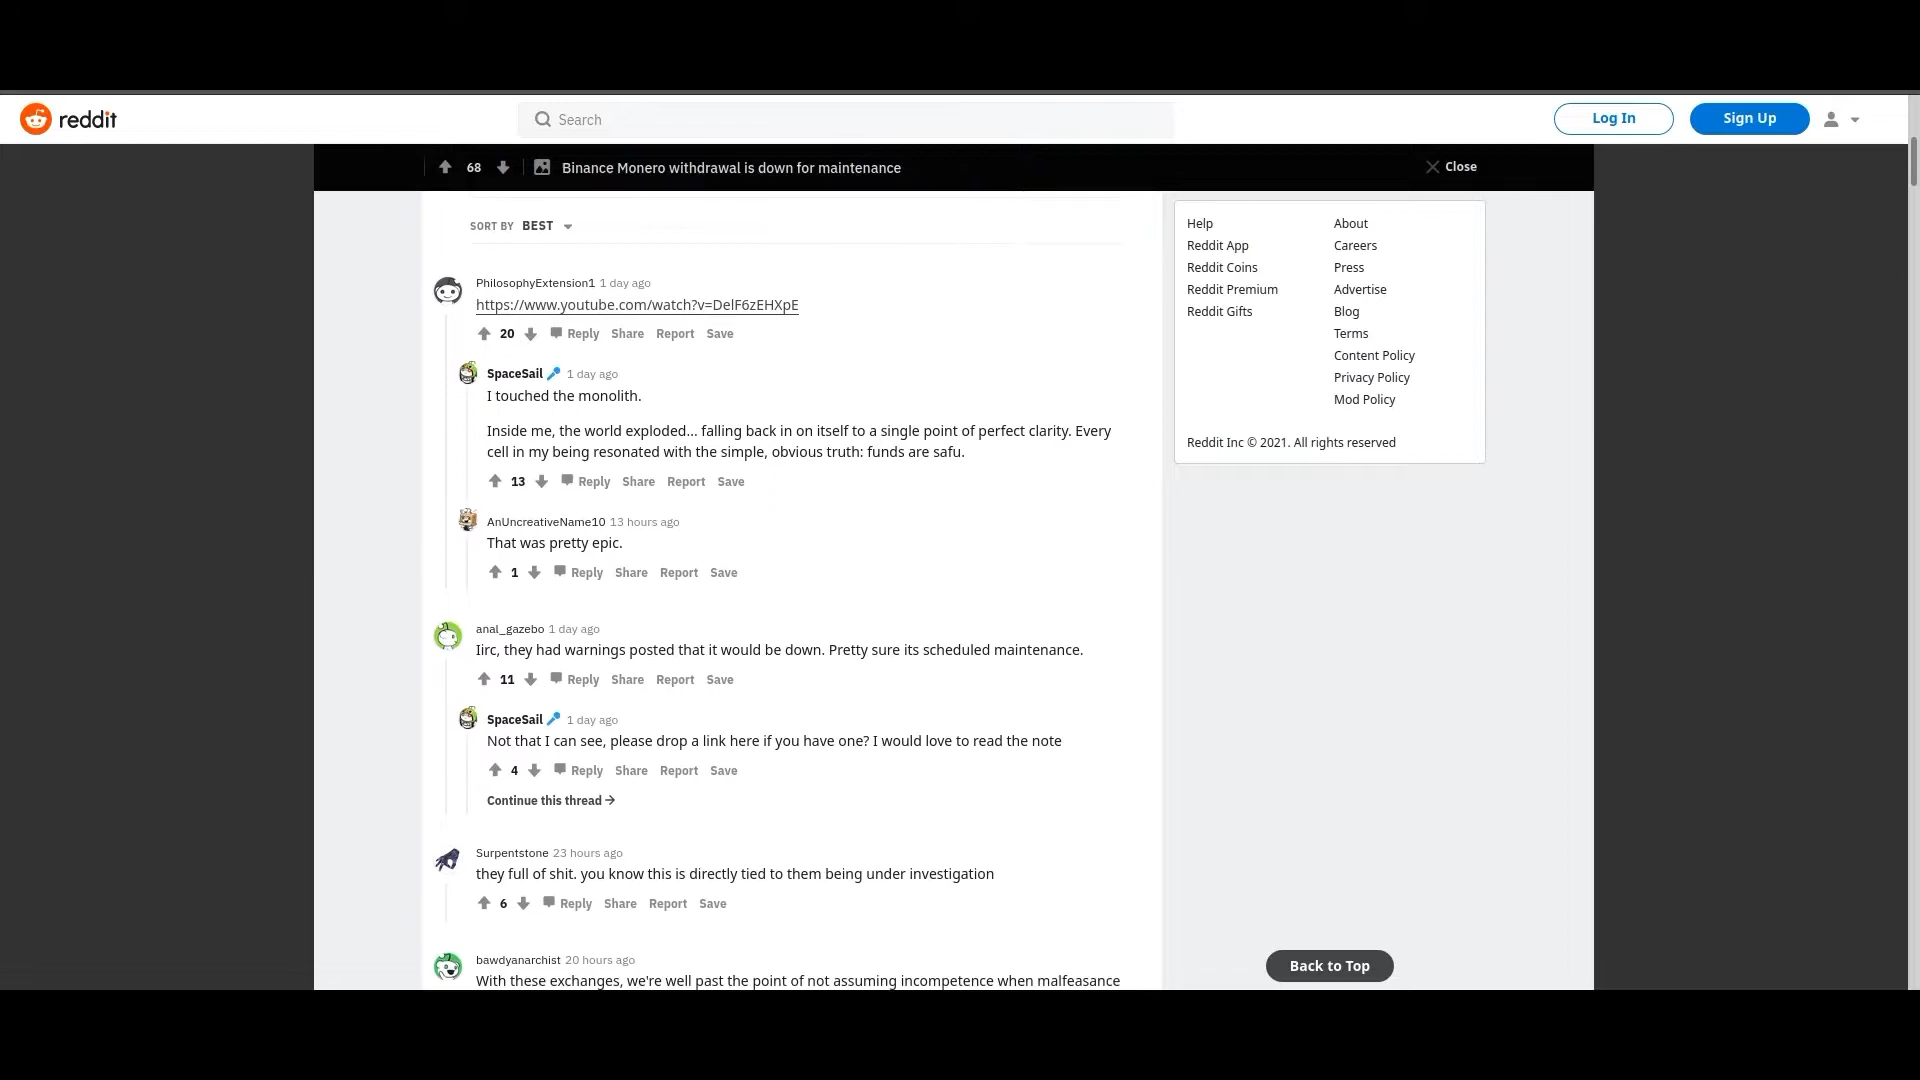 reddit
Search
Log In
Sign Up
68
Binance Monero withdrawal is down for maintenance
Close
SORT BY BEST
PhilosophyExtension1 1 day ago
https://www.youtube.com/watch?v=DelF6zEHXpE
20 Reply Share Report Save
SpaceSail 1 day ago
I touched the monolith.
Inside me, the world exploded... falling back in on itself to a single point of perfect clarity. Every
cell in my being resonated with the simple, obvious truth: funds are safu.
13 Reply Share Report Save
AnUncreativeName10 13 hours ago
That was pretty epic.
1 Reply Share Report Save
anal_gazebo 1 day ago
Iirc, they had warnings posted that it would be down. Pretty sure its scheduled maintenance.
11 Reply Share Report Save
SpaceSail 1 day ago
Not that I can see, please drop a link here if you have one? I would love to read the note
4 Reply Share Report Save
Continue this thread →
Surpentstone 23 hours ago
they full of shit. you know this is directly tied to them being under investigation
6 Reply Share Report Save
bawdyanarchist 20 hours ago
With these exchanges, we're well past the point of not assuming incompetence when malfeasance
Help
Reddit App
Reddit Coins
Reddit Premium
Reddit Gifts
About
Careers
Press
Advertise
Blog
Terms
Content Policy
Privacy Policy
Mod Policy
Reddit Inc © 2021. All rights reserved
Back to Top